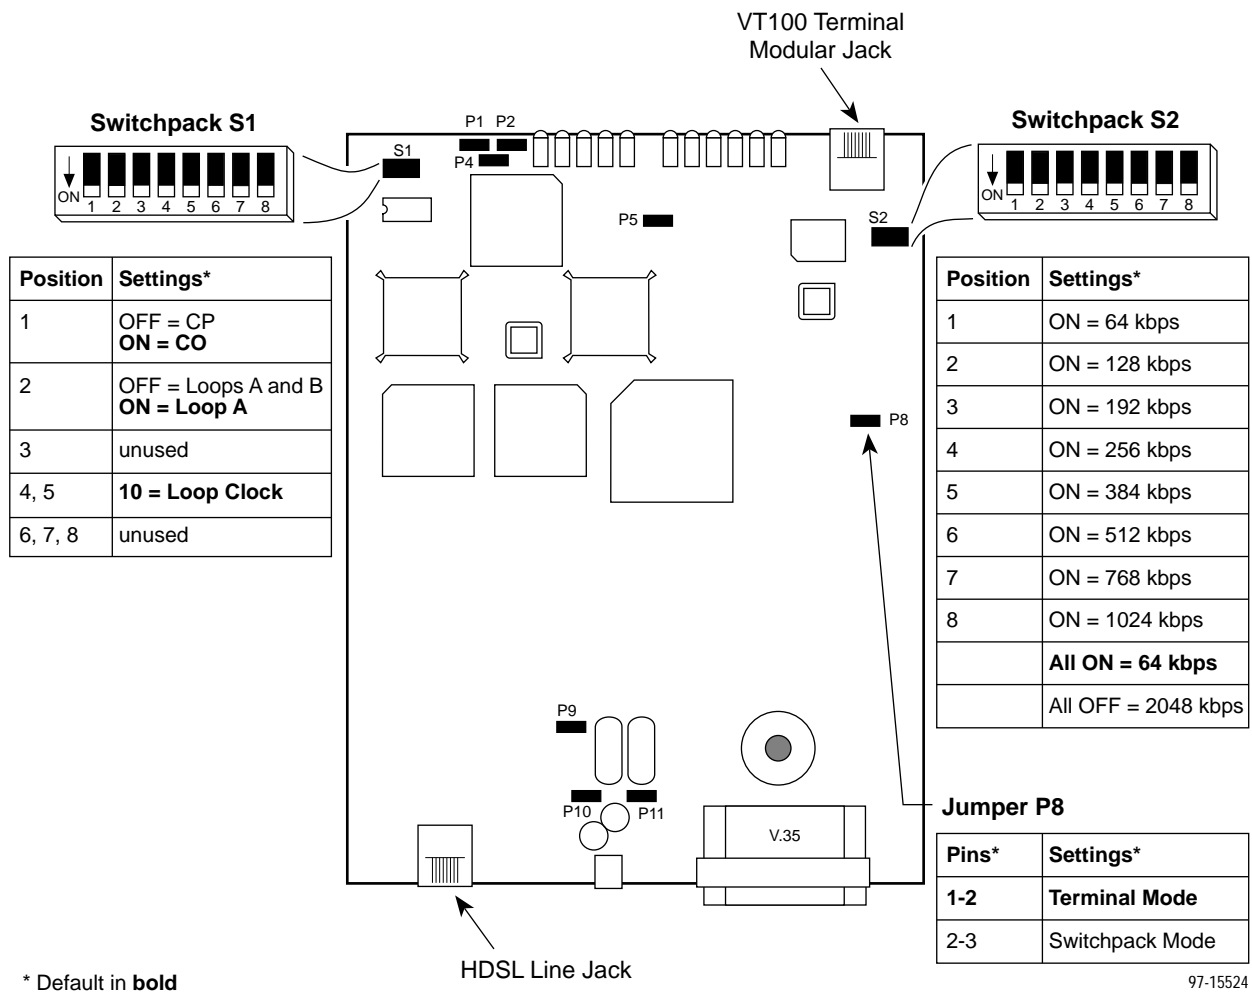 VT100 Terminal
Modular Jack
Switchpack S1
ON
1 2 3 4 5 6 7 8
Position Settings*
1 OFF = CP
ON = CO
2 OFF = Loops A and B
ON = Loop A
3 unused
4, 5 10 = Loop Clock
6, 7, 8 unused
P1 P2
S1
P4
P5
S2
P8
P9
P10 P11
V.35
HDSL Line Jack
Switchpack S2
ON
1 2 3 4 5 6 7 8
Position Settings*
1 ON = 64 kbps
2 ON = 128 kbps
3 ON = 192 kbps
4 ON = 256 kbps
5 ON = 384 kbps
6 ON = 512 kbps
7 ON = 768 kbps
8 ON = 1024 kbps
All ON = 64 kbps
All OFF = 2048 kbps
Jumper P8
Pins* Settings*
1-2 Terminal Mode
2-3 Switchpack Mode
* Default in bold
97-15524